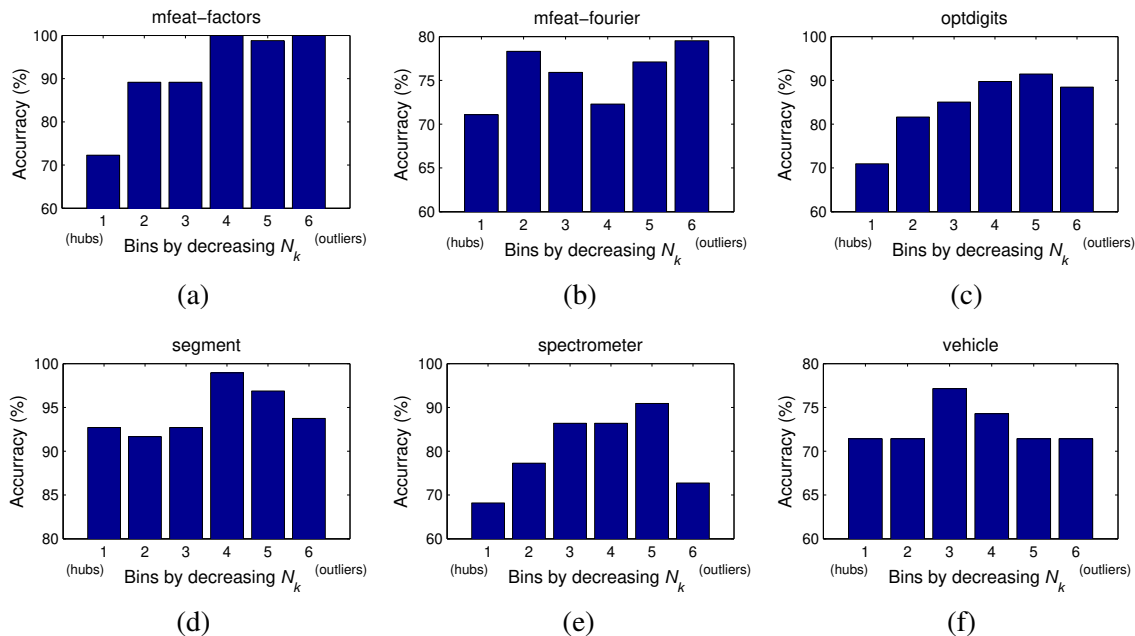 mfeat-factors
Accurracy (%)
100
90
80
70
60
1 2 3 4 5 6
(hubs) Bins by decreasing N_k (outliers)
(a)
mfeat-fourier
Accurracy (%)
80
75
70
65
60
1 2 3 4 5 6
(hubs) Bins by decreasing N_k (outliers)
(b)
optdigits
Accurracy (%)
100
90
80
70
60
1 2 3 4 5 6
(hubs) Bins by decreasing N_k (outliers)
(c)
segment
Accurracy (%)
100
95
90
85
80
1 2 3 4 5 6
(hubs) Bins by decreasing N_k (outliers)
(d)
spectrometer
Accurracy (%)
100
90
80
70
60
1 2 3 4 5 6
(hubs) Bins by decreasing N_k (outliers)
(e)
vehicle
Accurracy (%)
80
75
70
65
60
1 2 3 4 5 6
(hubs) Bins by decreasing N_k (outliers)
(f)